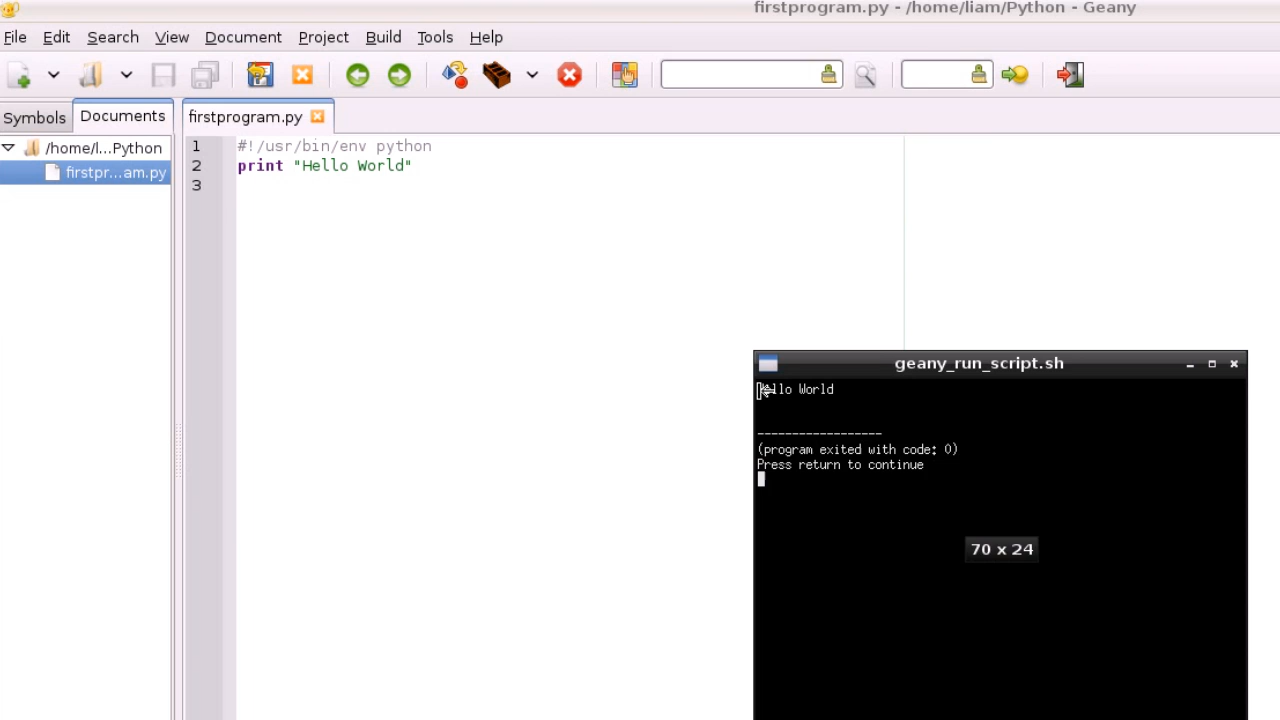 firstprogram.py - /home/liam/Python - Geany
File Edit Search View Document Project Build Tools Help
Symbols Documents firstprogram.py
/home/l...Python
firstpr...am.py
1 #!/usr/bin/env python
2 print "Hello World"
3
geany_run_script.sh
Hello World
------------------
(program exited with code: 0)
Press return to continue
70 x 24